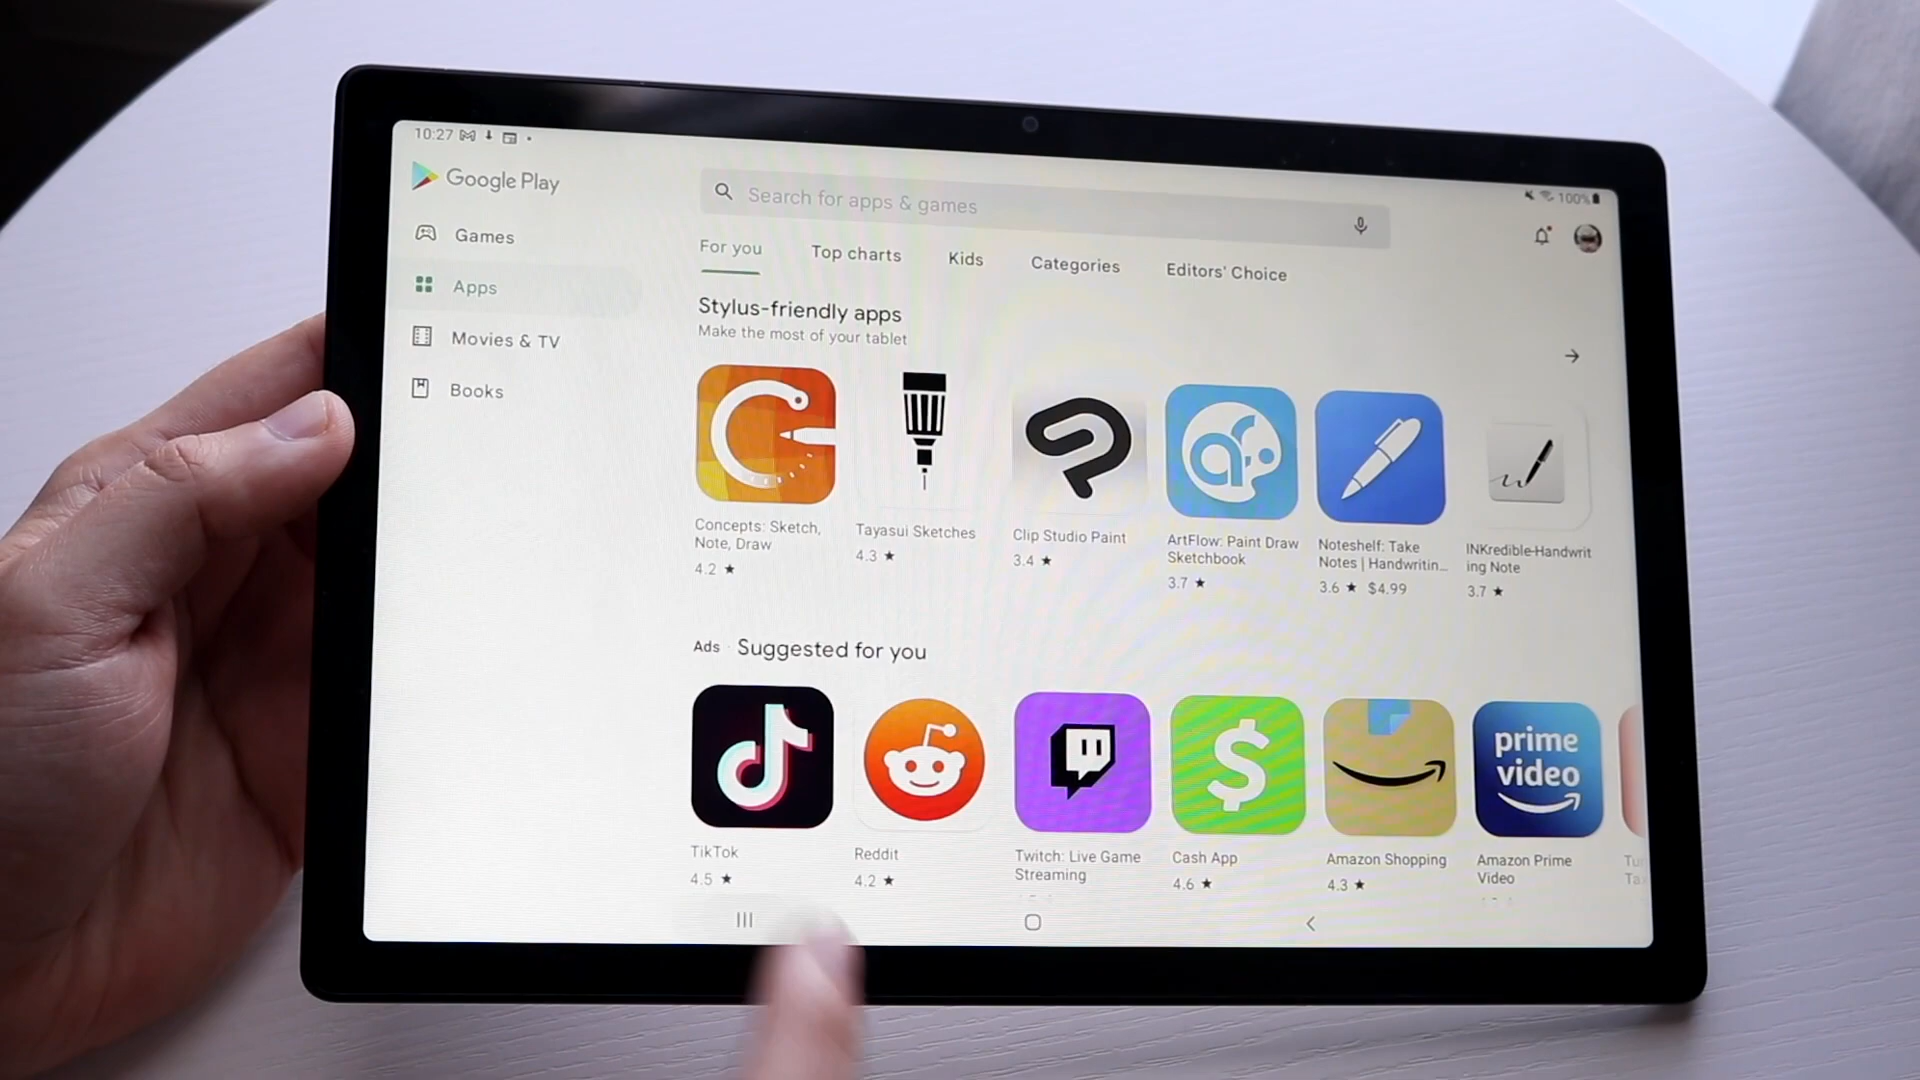 10:27
100%
Google Play
Search for apps & games
Games
Apps
Movies & TV
Books
For you
Top charts
Kids
Categories
Editors' Choice
Stylus-friendly apps
Make the most of your tablet
Concepts: Sketch,
Note, Draw
4.2 ★
Tayasui Sketches
4.3 ★
Clip Studio Paint
3.4 ★
ArtFlow: Paint Draw
Sketchbook
3.7 ★
Noteshelf: Take
Notes | Handwritin...
3.6 ★ $4.99
INKredible-Handwrit
ing Note
3.7 ★
Ads · Suggested for you
prime
video
TikTok
4.5 ★
Reddit
4.2 ★
Twitch: Live Game
Streaming
Cash App
4.6 ★
Amazon Shopping
4.3 ★
Amazon Prime
Video